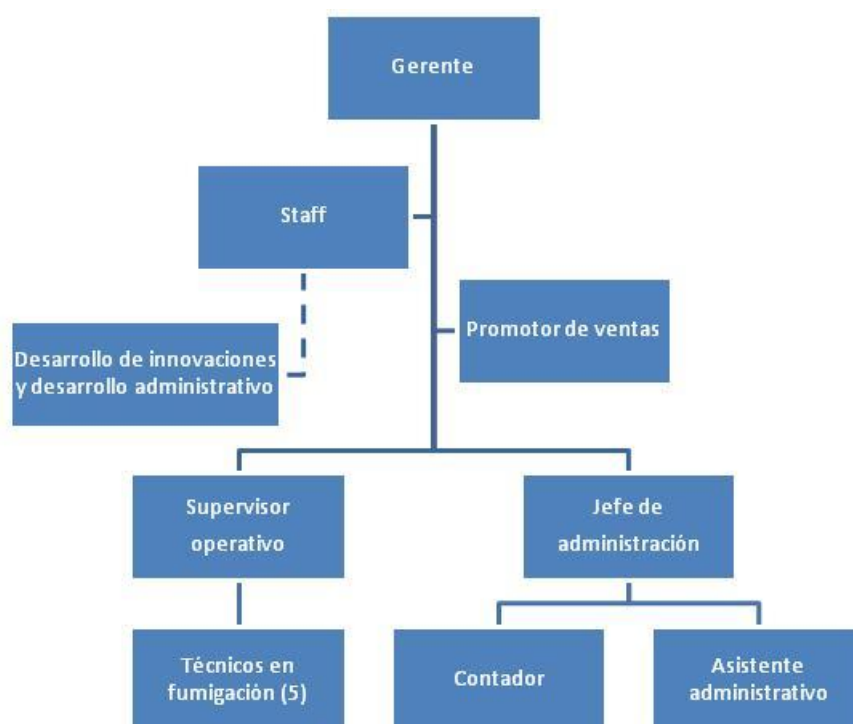 Gerente
Staff
Promotor de ventas
Desarrollo de innovaciones
y desarrollo administrativo
Supervisor
operativo
Jefe de
administración
Técnicos en
fumigación (5)
Contador
Asistente
administrativo